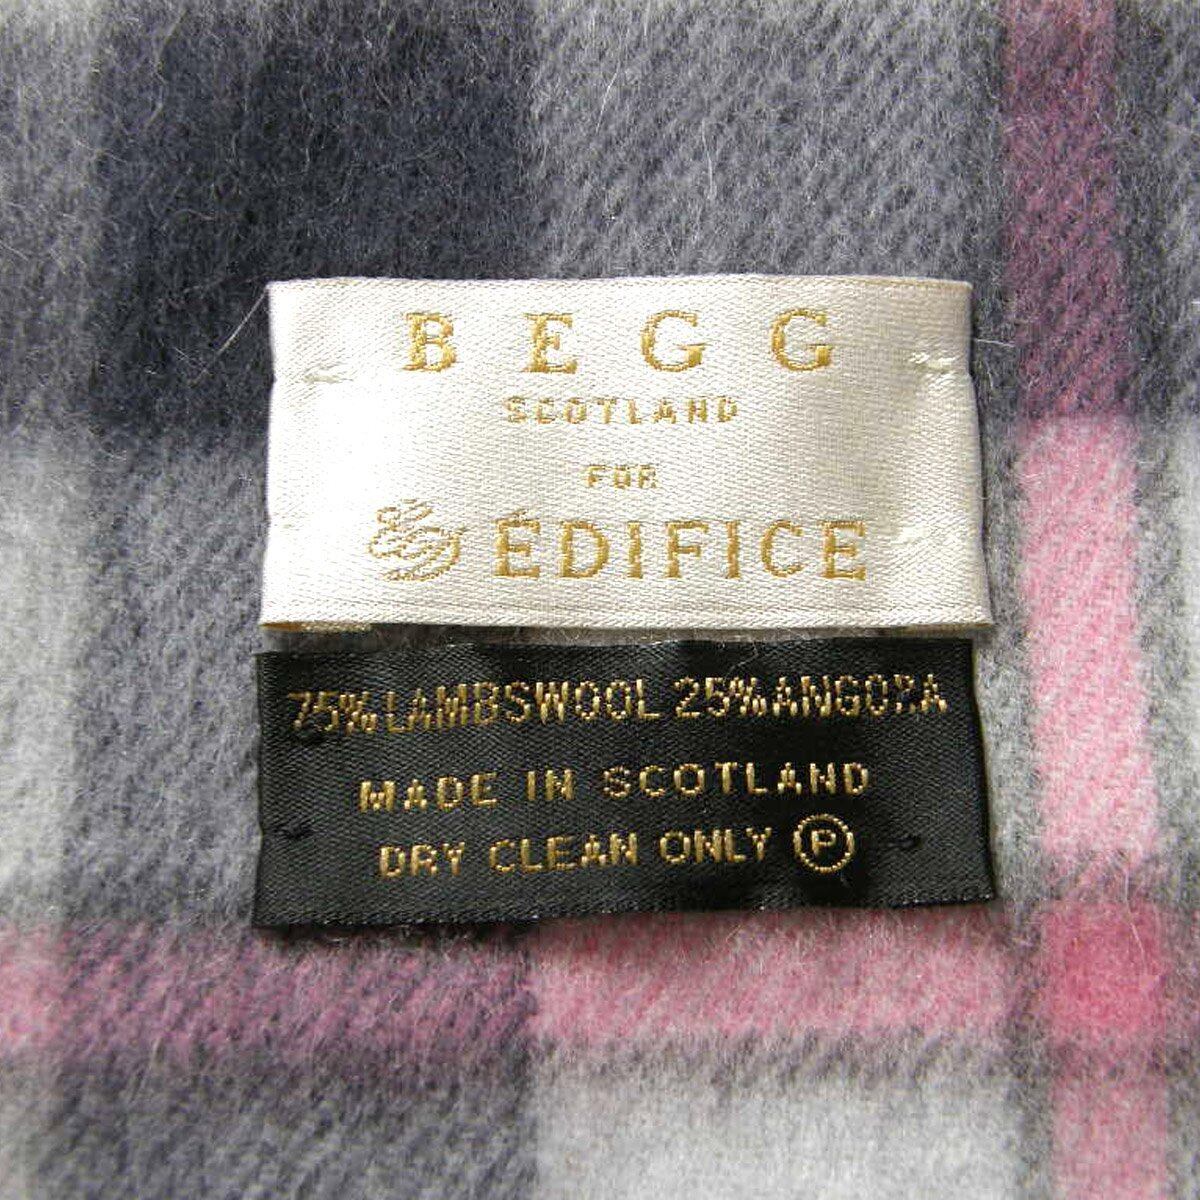 BEGG
SCOTLAND
FOR
ÉDIFICE
75% LAMBSWOOL 25% ANGORA
MADE IN SCOTLAND
DRY CLEAN ONLY Ⓟ